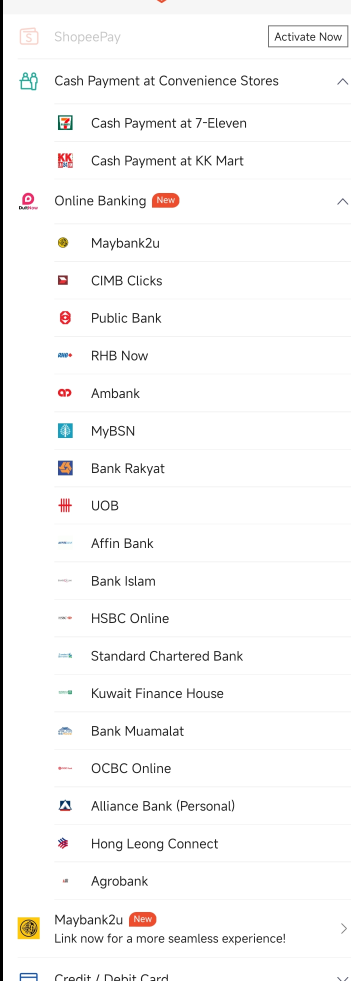 ShopeePay
Activate Now
Cash Payment at Convenience Stores
Cash Payment at 7-Eleven
KK
Cash Payment at KK Mart
DuitNow
Online Banking New
Maybank2u
CIMB Clicks
Public Bank
RHB Now
Ambank
MyBSN
Bank Rakyat
UOB
Affin Bank
Bank Islam
HSBC Online
Standard Chartered Bank
Kuwait Finance House
Bank Muamalat
OCBC Online
Alliance Bank (Personal)
Hong Leong Connect
Agrobank
Maybank2u New
Link now for a more seamless experience!
Credit / Debit Card